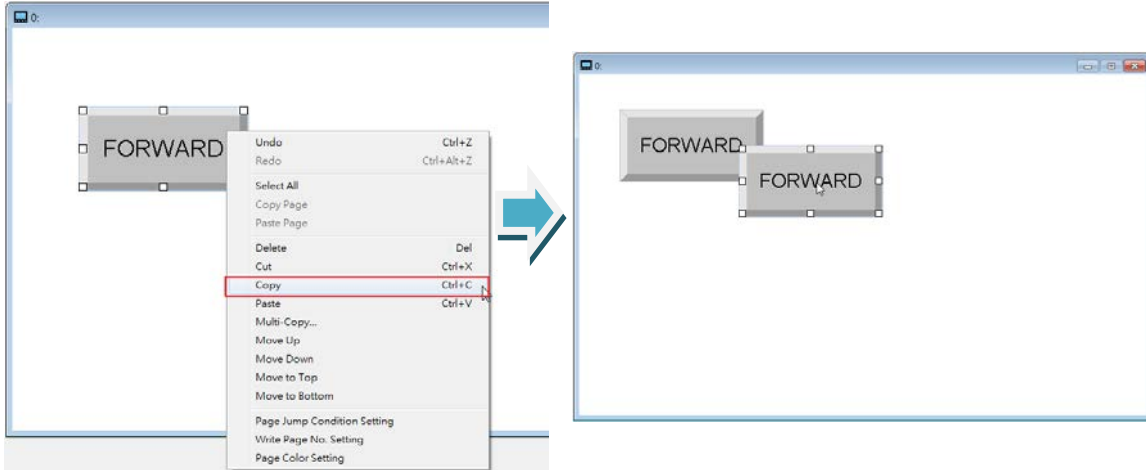 0:
FORWARD
Undo Ctrl+Z
Redo Ctrl+Alt+Z
Select All
Copy Page
Paste Page
Delete Del
Cut Ctrl+X
Copy Ctrl+C
Paste Ctrl+V
Multi-Copy...
Move Up
Move Down
Move to Top
Move to Bottom
Page Jump Condition Setting
Write Page No. Setting
Page Color Setting
0:
FORWARD
FORWARD